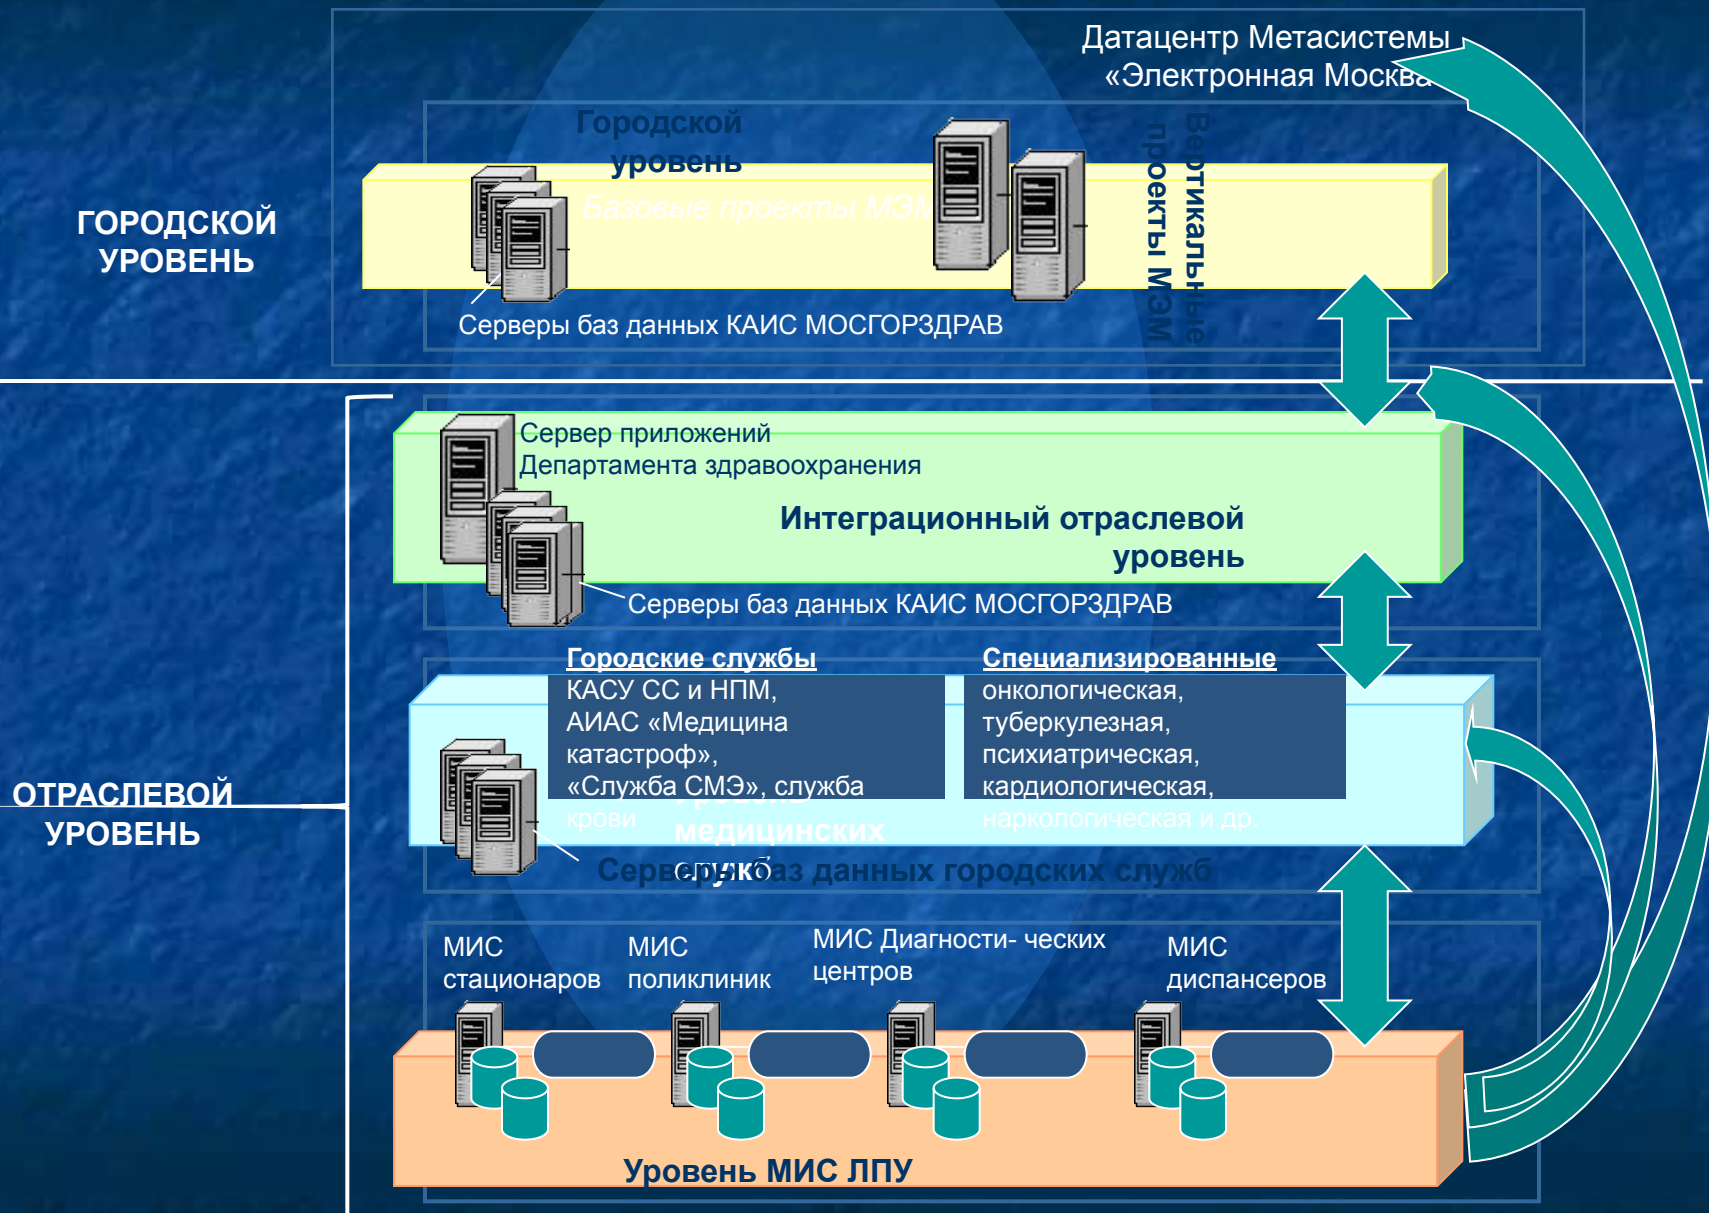 Датацентр Метасистемы
«Электронная Москва
Городской
уровень
Базовые проекты МЭМ
Вертикальные
проекты МЭМ
ГОРОДСКОЙ
УРОВЕНЬ
Серверы баз данных КАИС МОСГОРЗДРАВ
Сервер приложений
Департамента здравоохранения
Интеграционный отраслевой
уровень
Серверы баз данных КАИС МОСГОРЗДРАВ
Городские службы
КАСУ СС и НПМ,
АИАС «Медицина
катастроф»,
«Служба СМЭ», служба
крови
Специализированные
онкологическая,
туберкулезная,
психиатрическая,
кардиологическая,
наркологическая и др.
Уровень
медицинских
служб
Серверы баз данных городских служб
ОТРАСЛЕВОЙ
УРОВЕНЬ
МИС
стационаров
МИС
поликлиник
МИС Диагности- ческих
центров
МИС
диспансеров
Уровень МИС ЛПУ